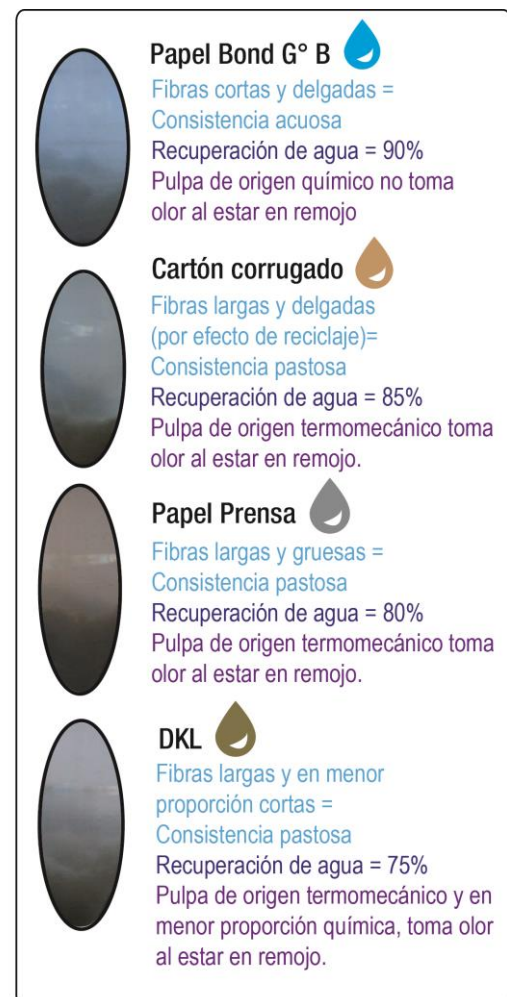 Papel Bond G° B
Fibras cortas y delgadas =
Consistencia acuosa
Recuperación de agua = 90%
Pulpa de origen químico no toma
olor al estar en remojo
Cartón corrugado
Fibras largas y delgadas
(por efecto de reciclaje)=
Consistencia pastosa
Recuperación de agua = 85%
Pulpa de origen termomecánico toma
olor al estar en remojo.
Papel Prensa
Fibras largas y gruesas =
Consistencia pastosa
Recuperación de agua = 80%
Pulpa de origen termomecánico toma
olor al estar en remojo.
DKL
Fibras largas y en menor
proporción cortas =
Consistencia pastosa
Recuperación de agua = 75%
Pulpa de origen termomecánico y en
menor proporción química, toma olor
al estar en remojo.